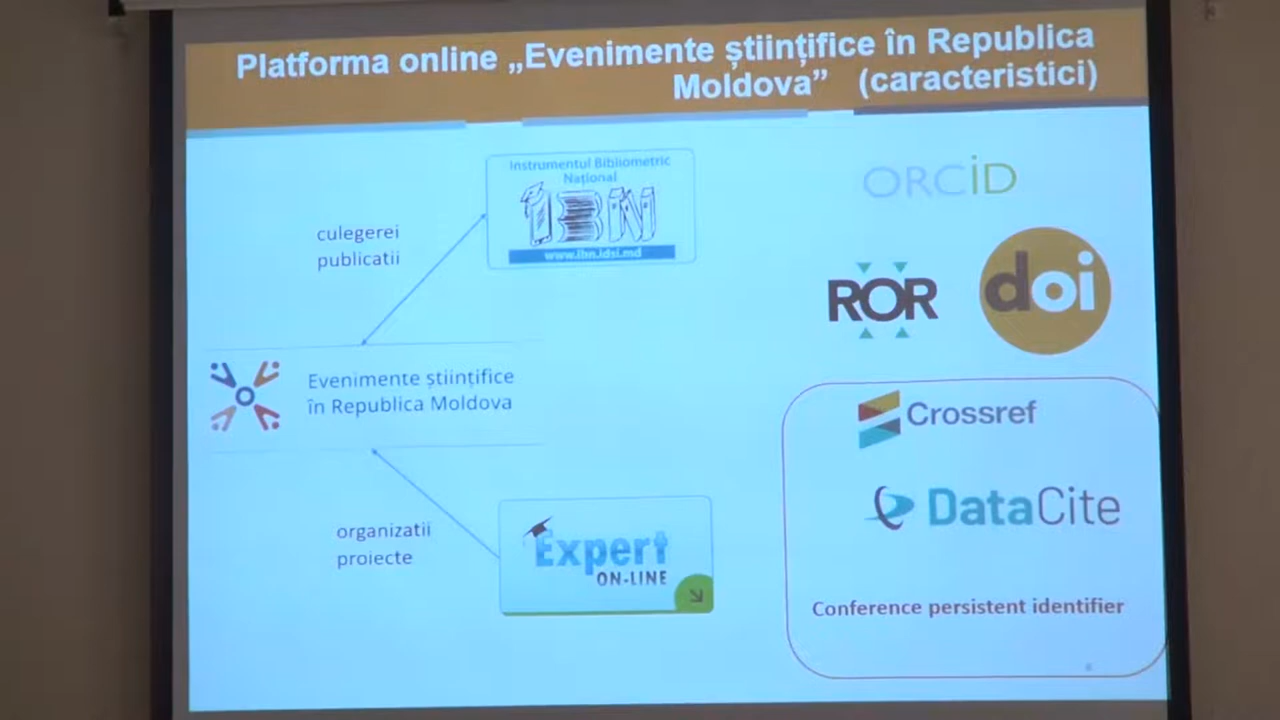 Platforma online „Evenimente științifice în Republica
Moldova” (caracteristici)
Instrumentul Bibliometric
Național
IBN
www.ibn.idsi.md
culegerei
publicatii
Evenimente științifice
în Republica Moldova
organizatii
proiecte
Expert
ON-LINE
ORCID
ROR
doi
Crossref
DataCite
Conference persistent identifier